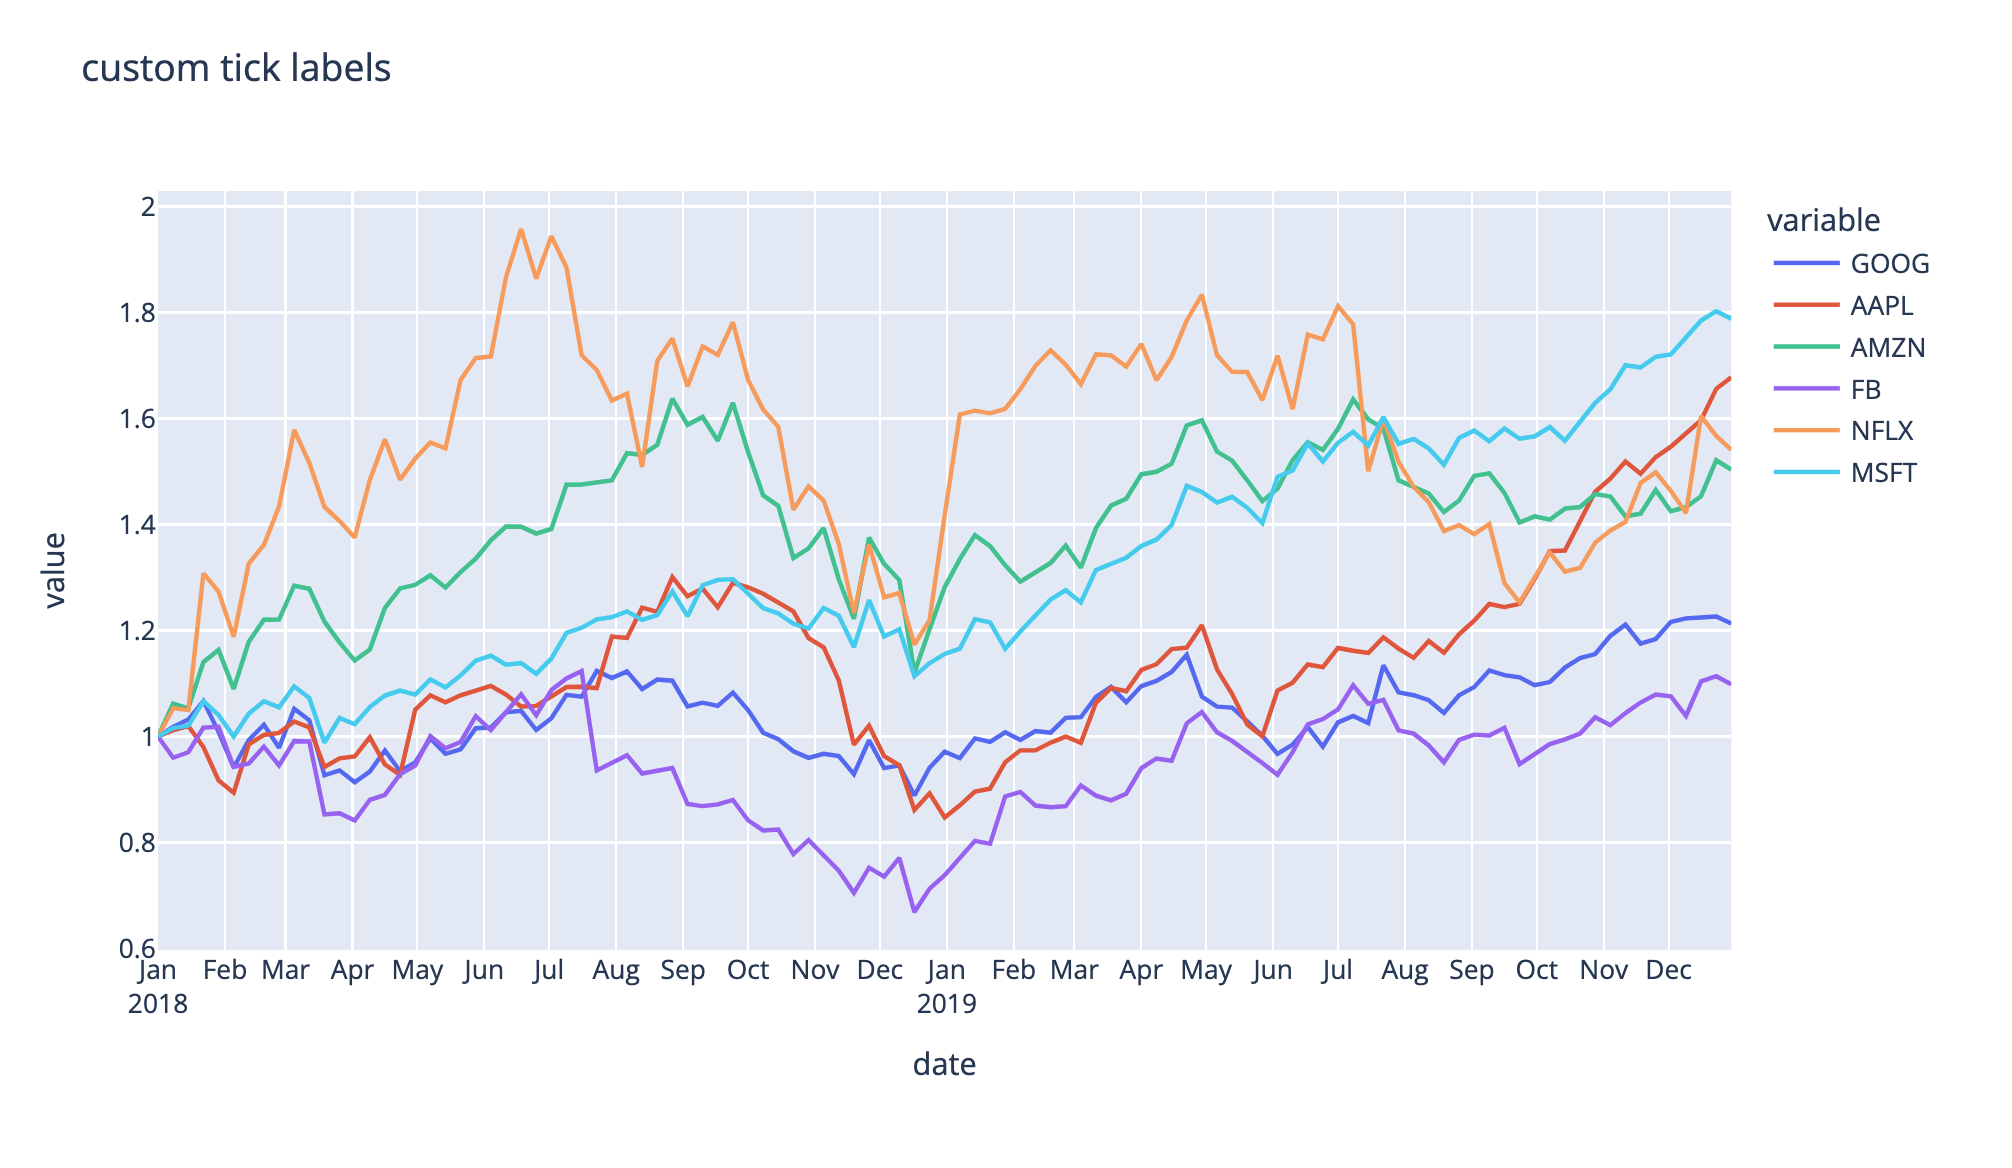 custom tick labels
variable
GOOG
AAPL
AMZN
FB
NFLX
MSFT
value
2
1.8
1.6
1.4
1.2
1
0.8
0.6
Jan Feb Mar Apr May Jun Jul Aug Sep Oct Nov Dec Jan Feb Mar Apr May Jun Jul Aug Sep Oct Nov Dec
2018 2019
date